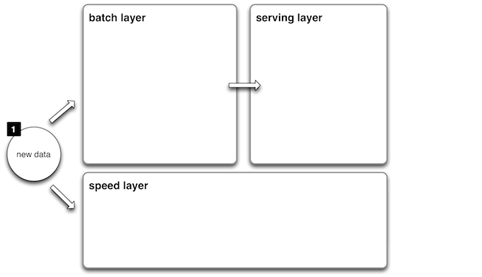 batch layer
serving layer
1
new data
speed layer